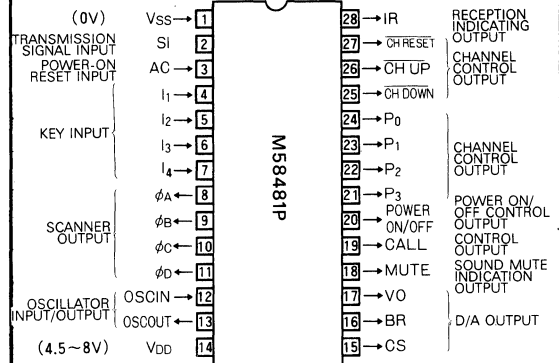 (0V) VSS 1
TRANSMISSION SIGNAL INPUT SI 2
POWER-ON RESET INPUT AC 3
KEY INPUT
I1 4
I2 5
I3 6
I4 7
SCANNER OUTPUT
φA 8
φB 9
φC 10
φD 11
OSCILLATOR INPUT/OUTPUT
OSCIN 12
OSCOUT 13
(4.5~8V) VDD 14
M58481P
28 IR RECEPTION INDICATING OUTPUT
27 CH RESET
26 CH UP
25 CH DOWN
CHANNEL CONTROL OUTPUT
24 P0
23 P1
22 P2
21 P3
CHANNEL CONTROL OUTPUT
20 POWER ON/OFF POWER ON/OFF CONTROL OUTPUT
19 CALL CONTROL OUTPUT
18 MUTE SOUND MUTE INDICATION OUTPUT
17 VO
16 BR
15 CS
D/A OUTPUT